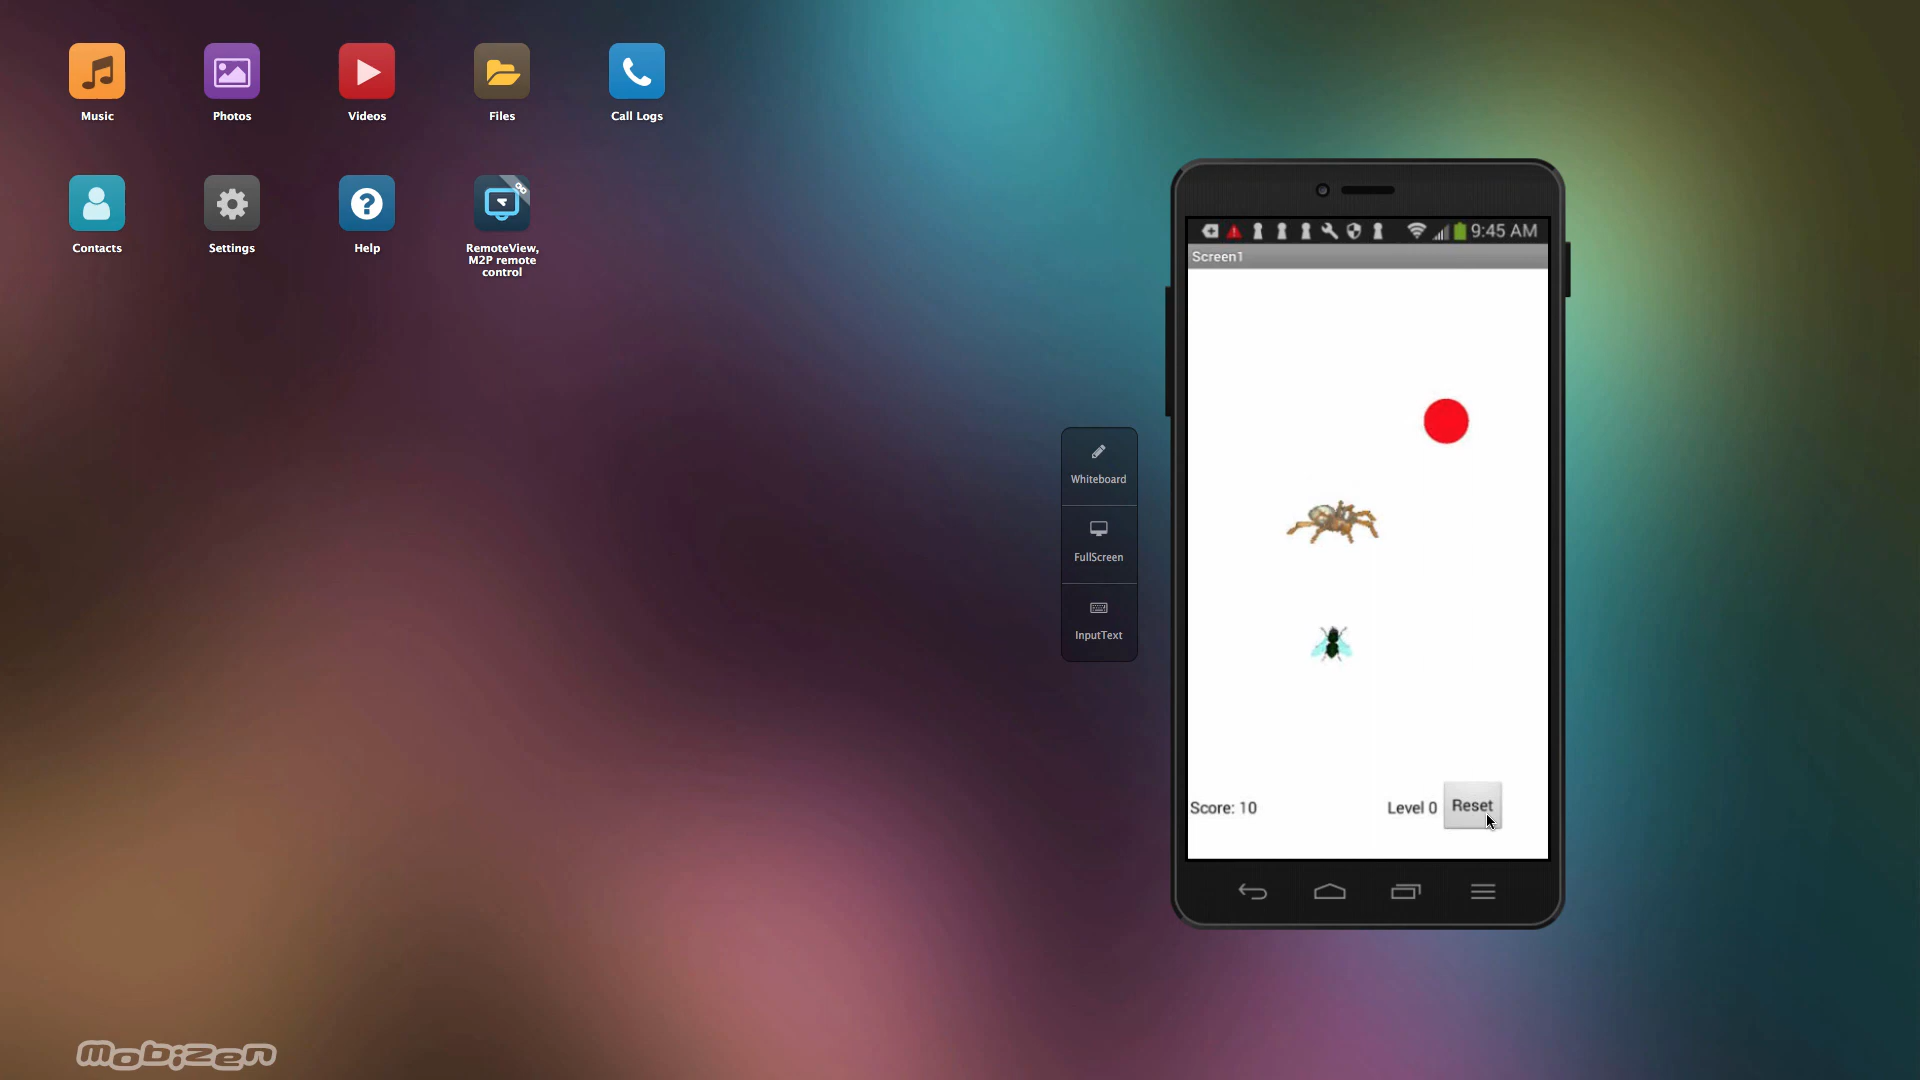 Music
Photos
Videos
Files
Call Logs
Contacts
Settings
Help
RemoteView,
M2P remote
control
9:45 AM
Screen1
Whiteboard
FullScreen
InputText
Score: 10
Level 0
Reset
mobizen